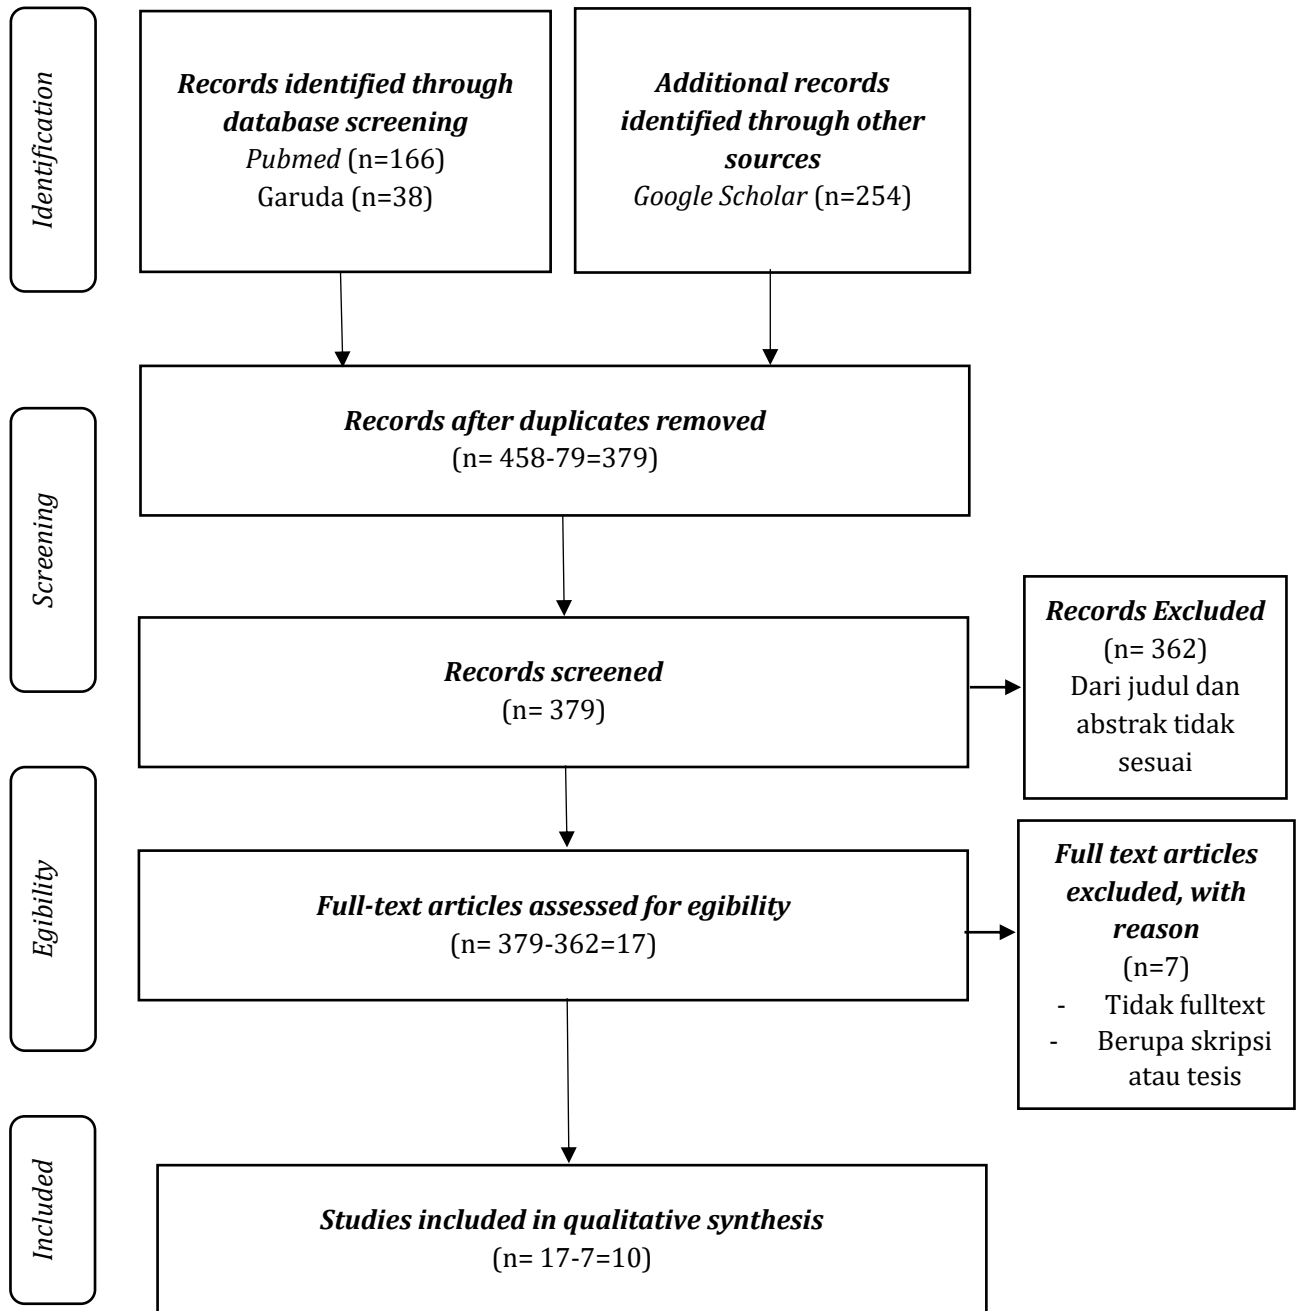 Identification
Records identified through
database screening
Pubmed (n=166)
Garuda (n=38)
Additional records
identified through other
sources
Google Scholar (n=254)
Screening
Records after duplicates removed
(n= 458-79=379)
Records screened
(n= 379)
Records Excluded
(n= 362)
Dari judul dan
abstrak tidak
sesuai
Egibility
Full-text articles assessed for egibility
(n= 379-362=17)
Full text articles
excluded, with
reason
(n=7)
- Tidak fulltext
- Berupa skripsi
atau tesis
Included
Studies included in qualitative synthesis
(n= 17-7=10)